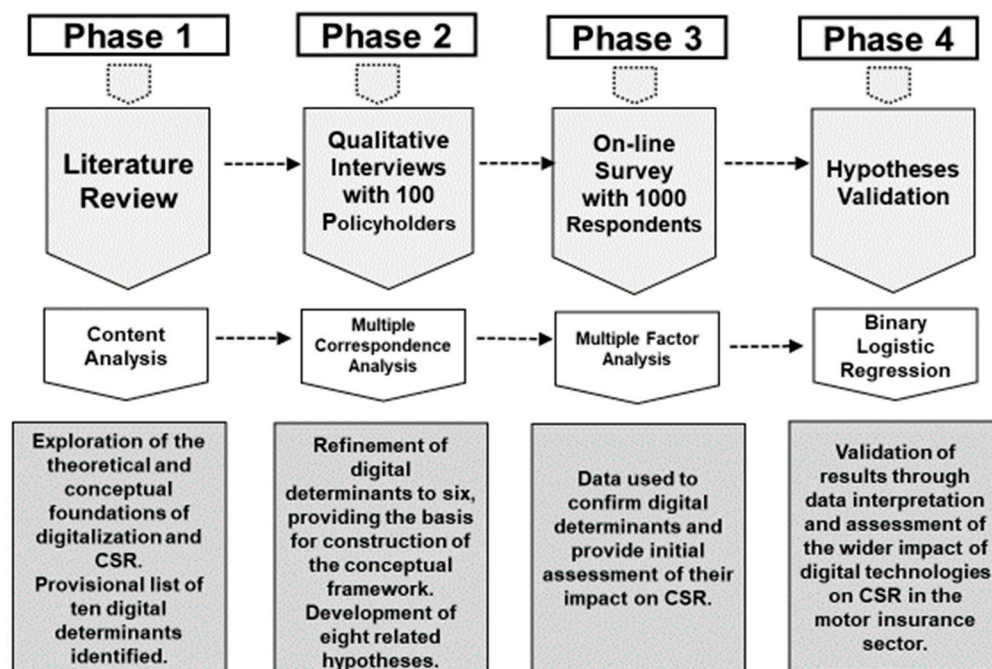 Phase 1
Phase 2
Phase 3
Phase 4
Literature
Review
Qualitative
Interviews
with 100
Policyholders
On-line
Survey
with 1000
Respondents
Hypotheses
Validation
Content
Analysis
Multiple
Correspondence
Analysis
Multiple Factor
Analysis
Binary
Logistic
Regression
Exploration of the
theoretical and
conceptual
foundations of
digitalization and
CSR.
Provisional list of
ten digital
determinants
identified.
Refinement of
digital
determinants to six,
providing the basis
for construction of
the conceptual
framework.
Development of
eight related
hypotheses.
Data used to
confirm digital
determinants and
provide initial
assessment of their
impact on CSR.
Validation of
results through
data interpretation
and assessment of
the wider impact of
digital technologies
on CSR in the
motor insurance
sector.